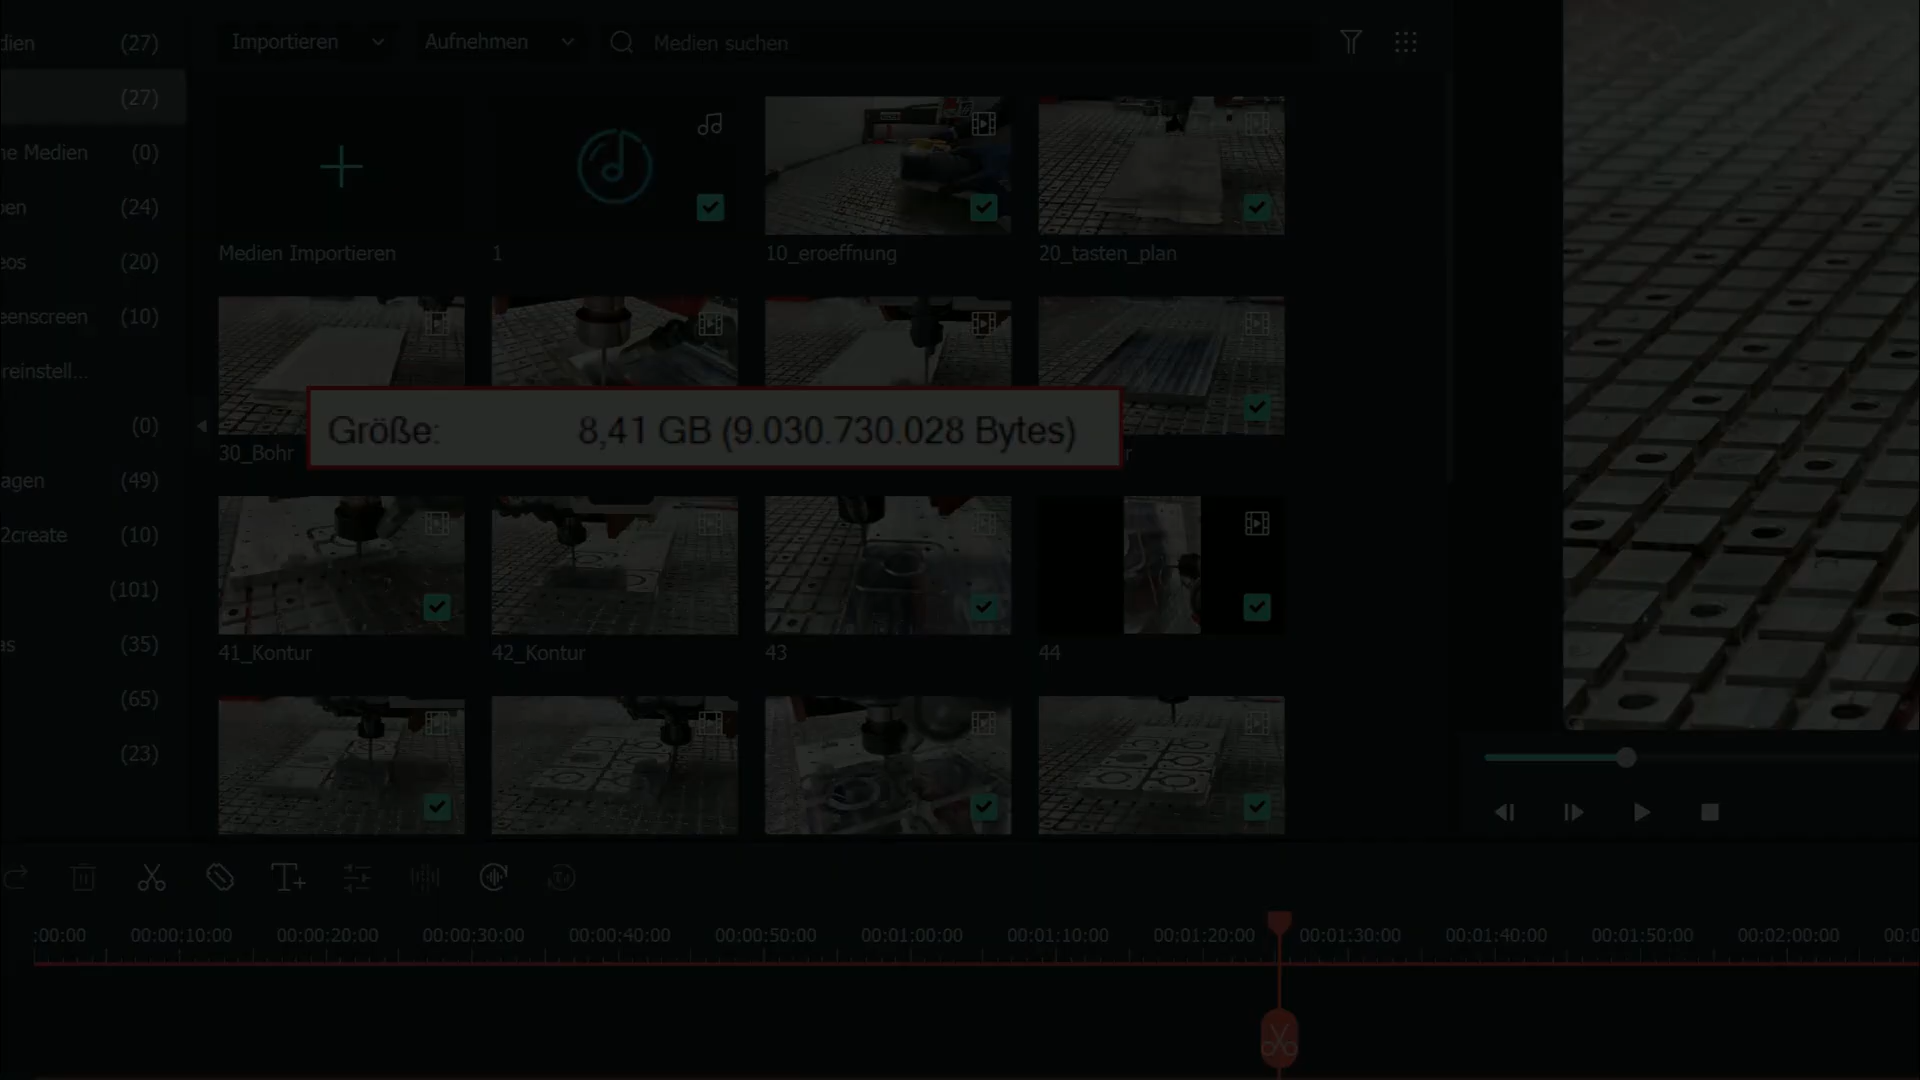 dien (27) Importieren Aufnehmen Medien suchen
(27)
ne Medien (0)
ben (24)
Medien Importieren 1 10_eroeffnung 20_tasten_plan
eos (20)
eenscreen (10)
reinstell...
(0)
Größe: 8,41 GB (9.030.730.028 Bytes)
30_Bohr r
agen (49)
2create (10)
(101)
as (35)
41_Kontur 42_Kontur 43 44
(65)
(23)
:00:00 00:00:10:00 00:00:20:00 00:00:30:00 00:00:40:00 00:00:50:00 00:01:00:00 00:01:10:00 00:01:20:00 00:01:30:00 00:01:40:00 00:01:50:00 00:02:00:00 00:0